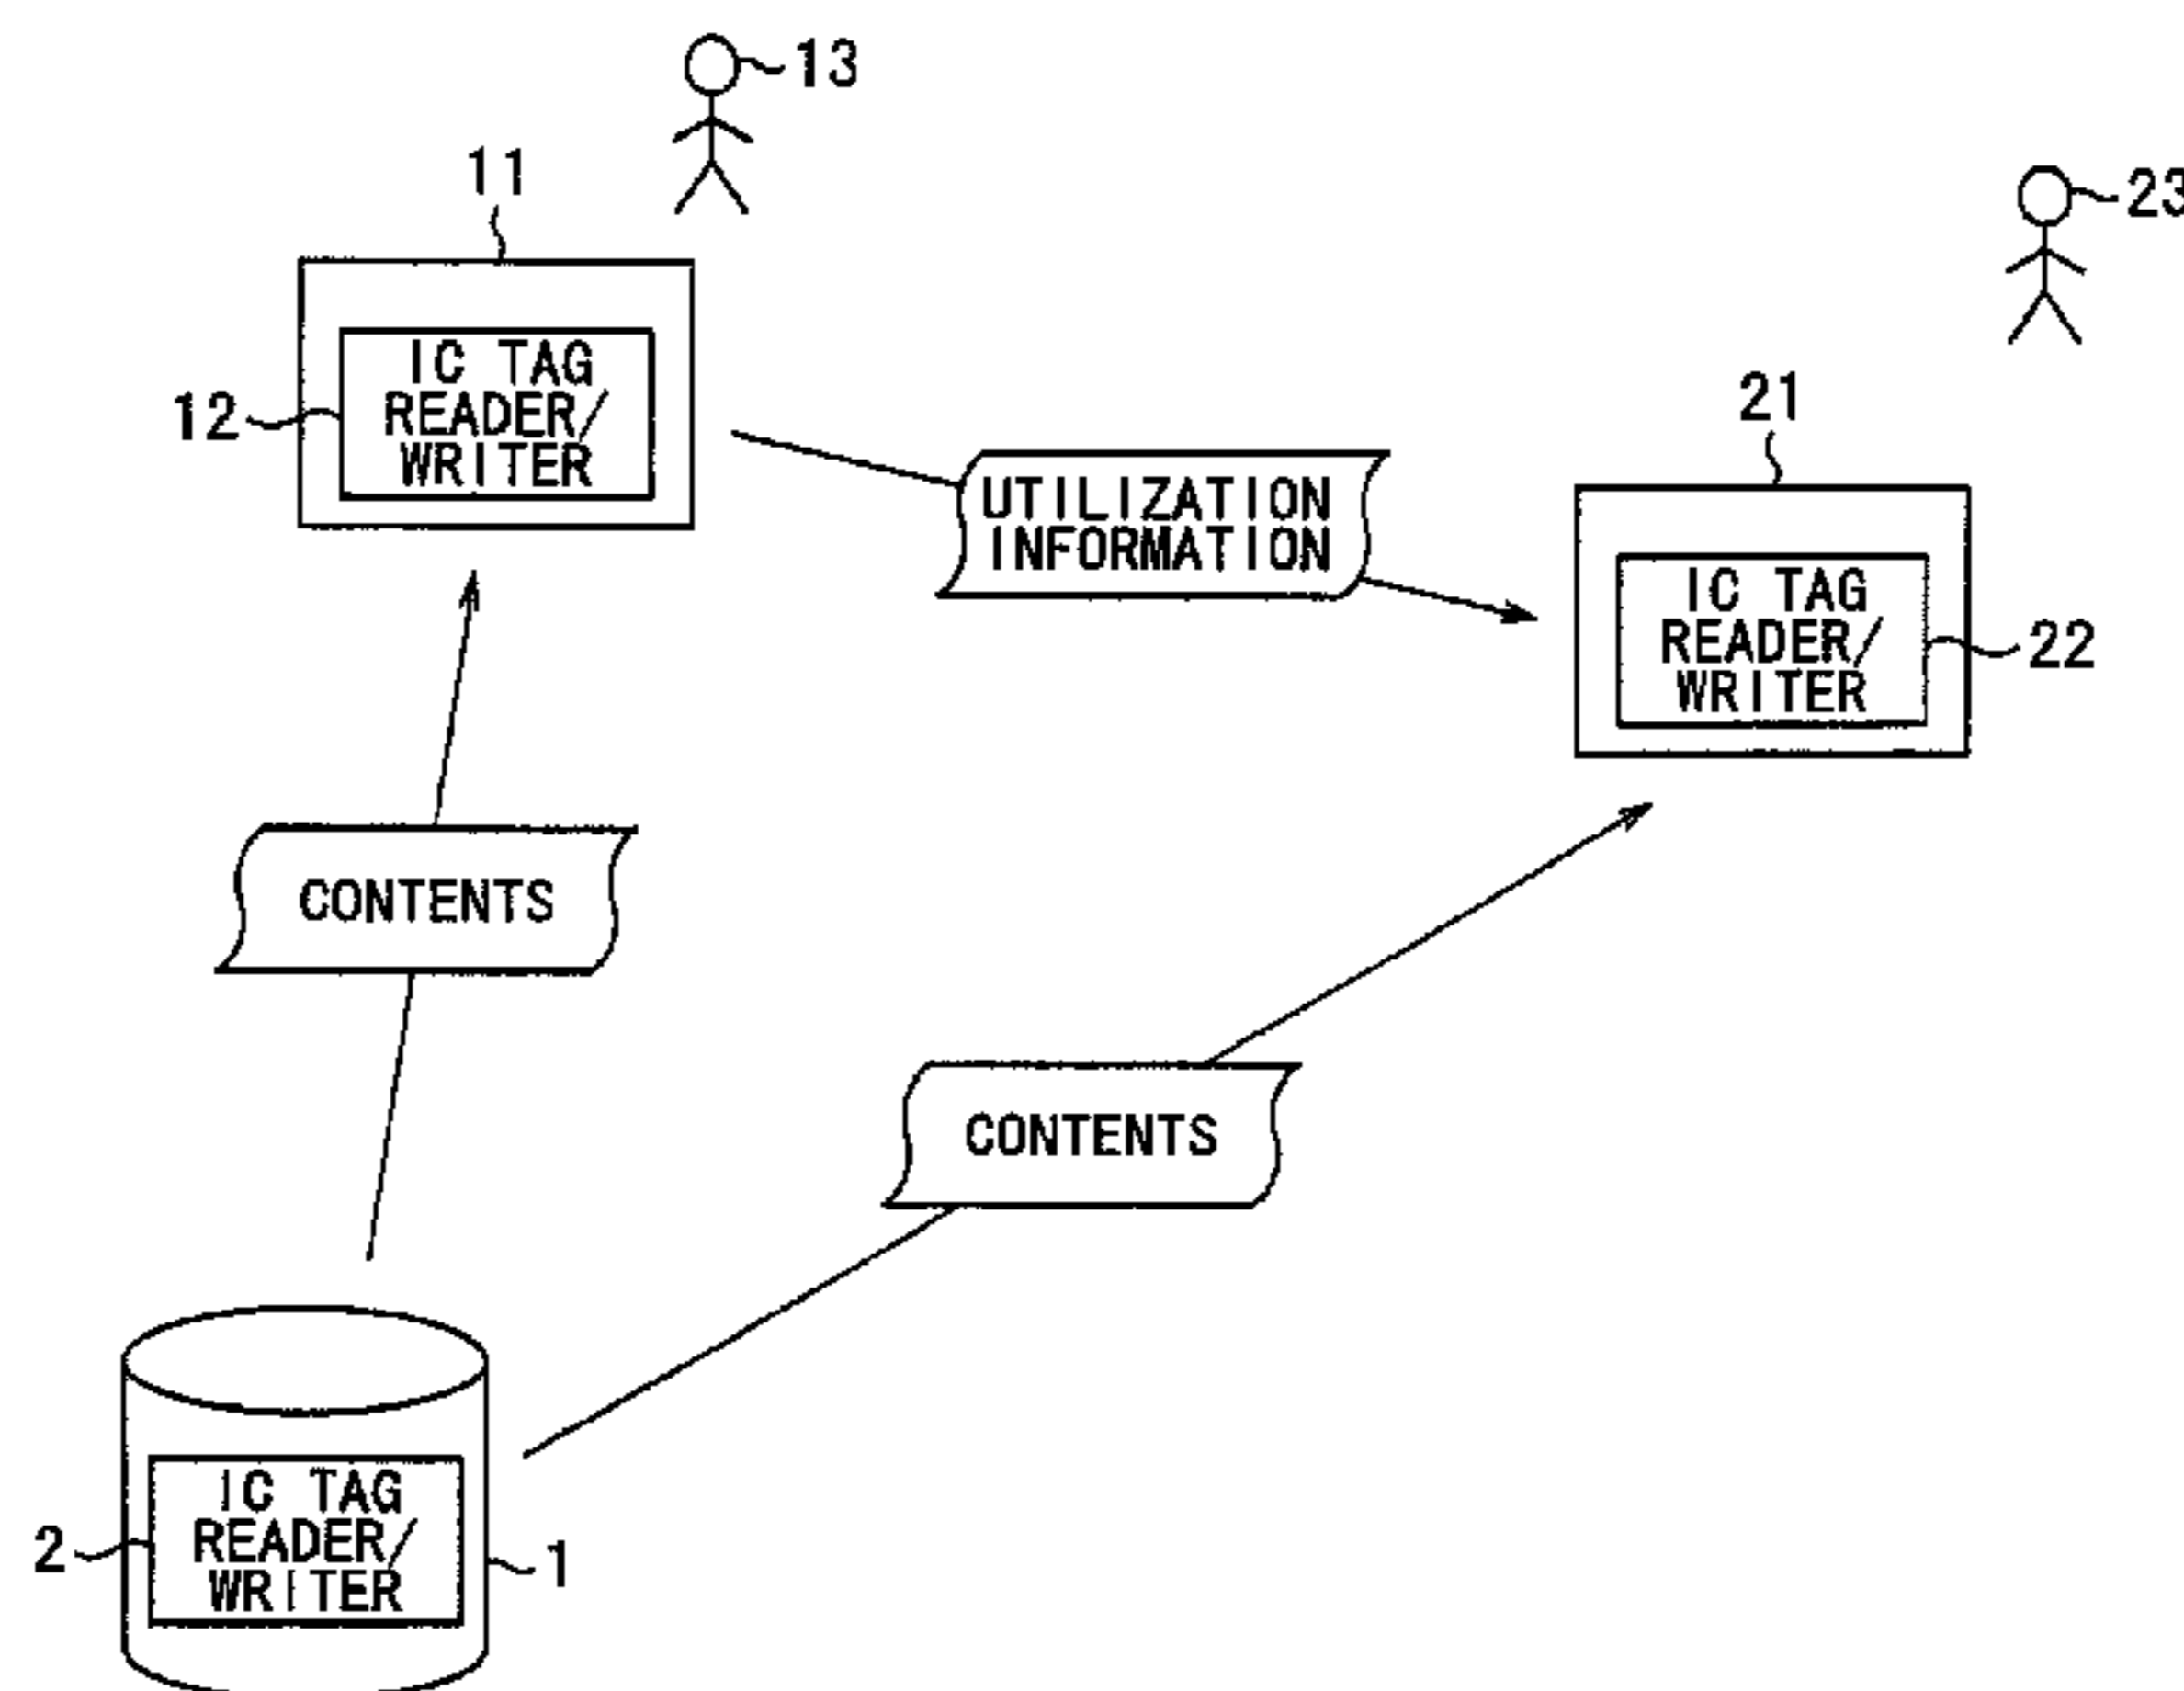 13
11
23
IC TAG
READER/
WRITER
12
21
UTILIZATION
INFORMATION
IC TAG
READER/
WRITER
22
CONTENTS
CONTENTS
IC TAG
READER/
WRITER
2
1